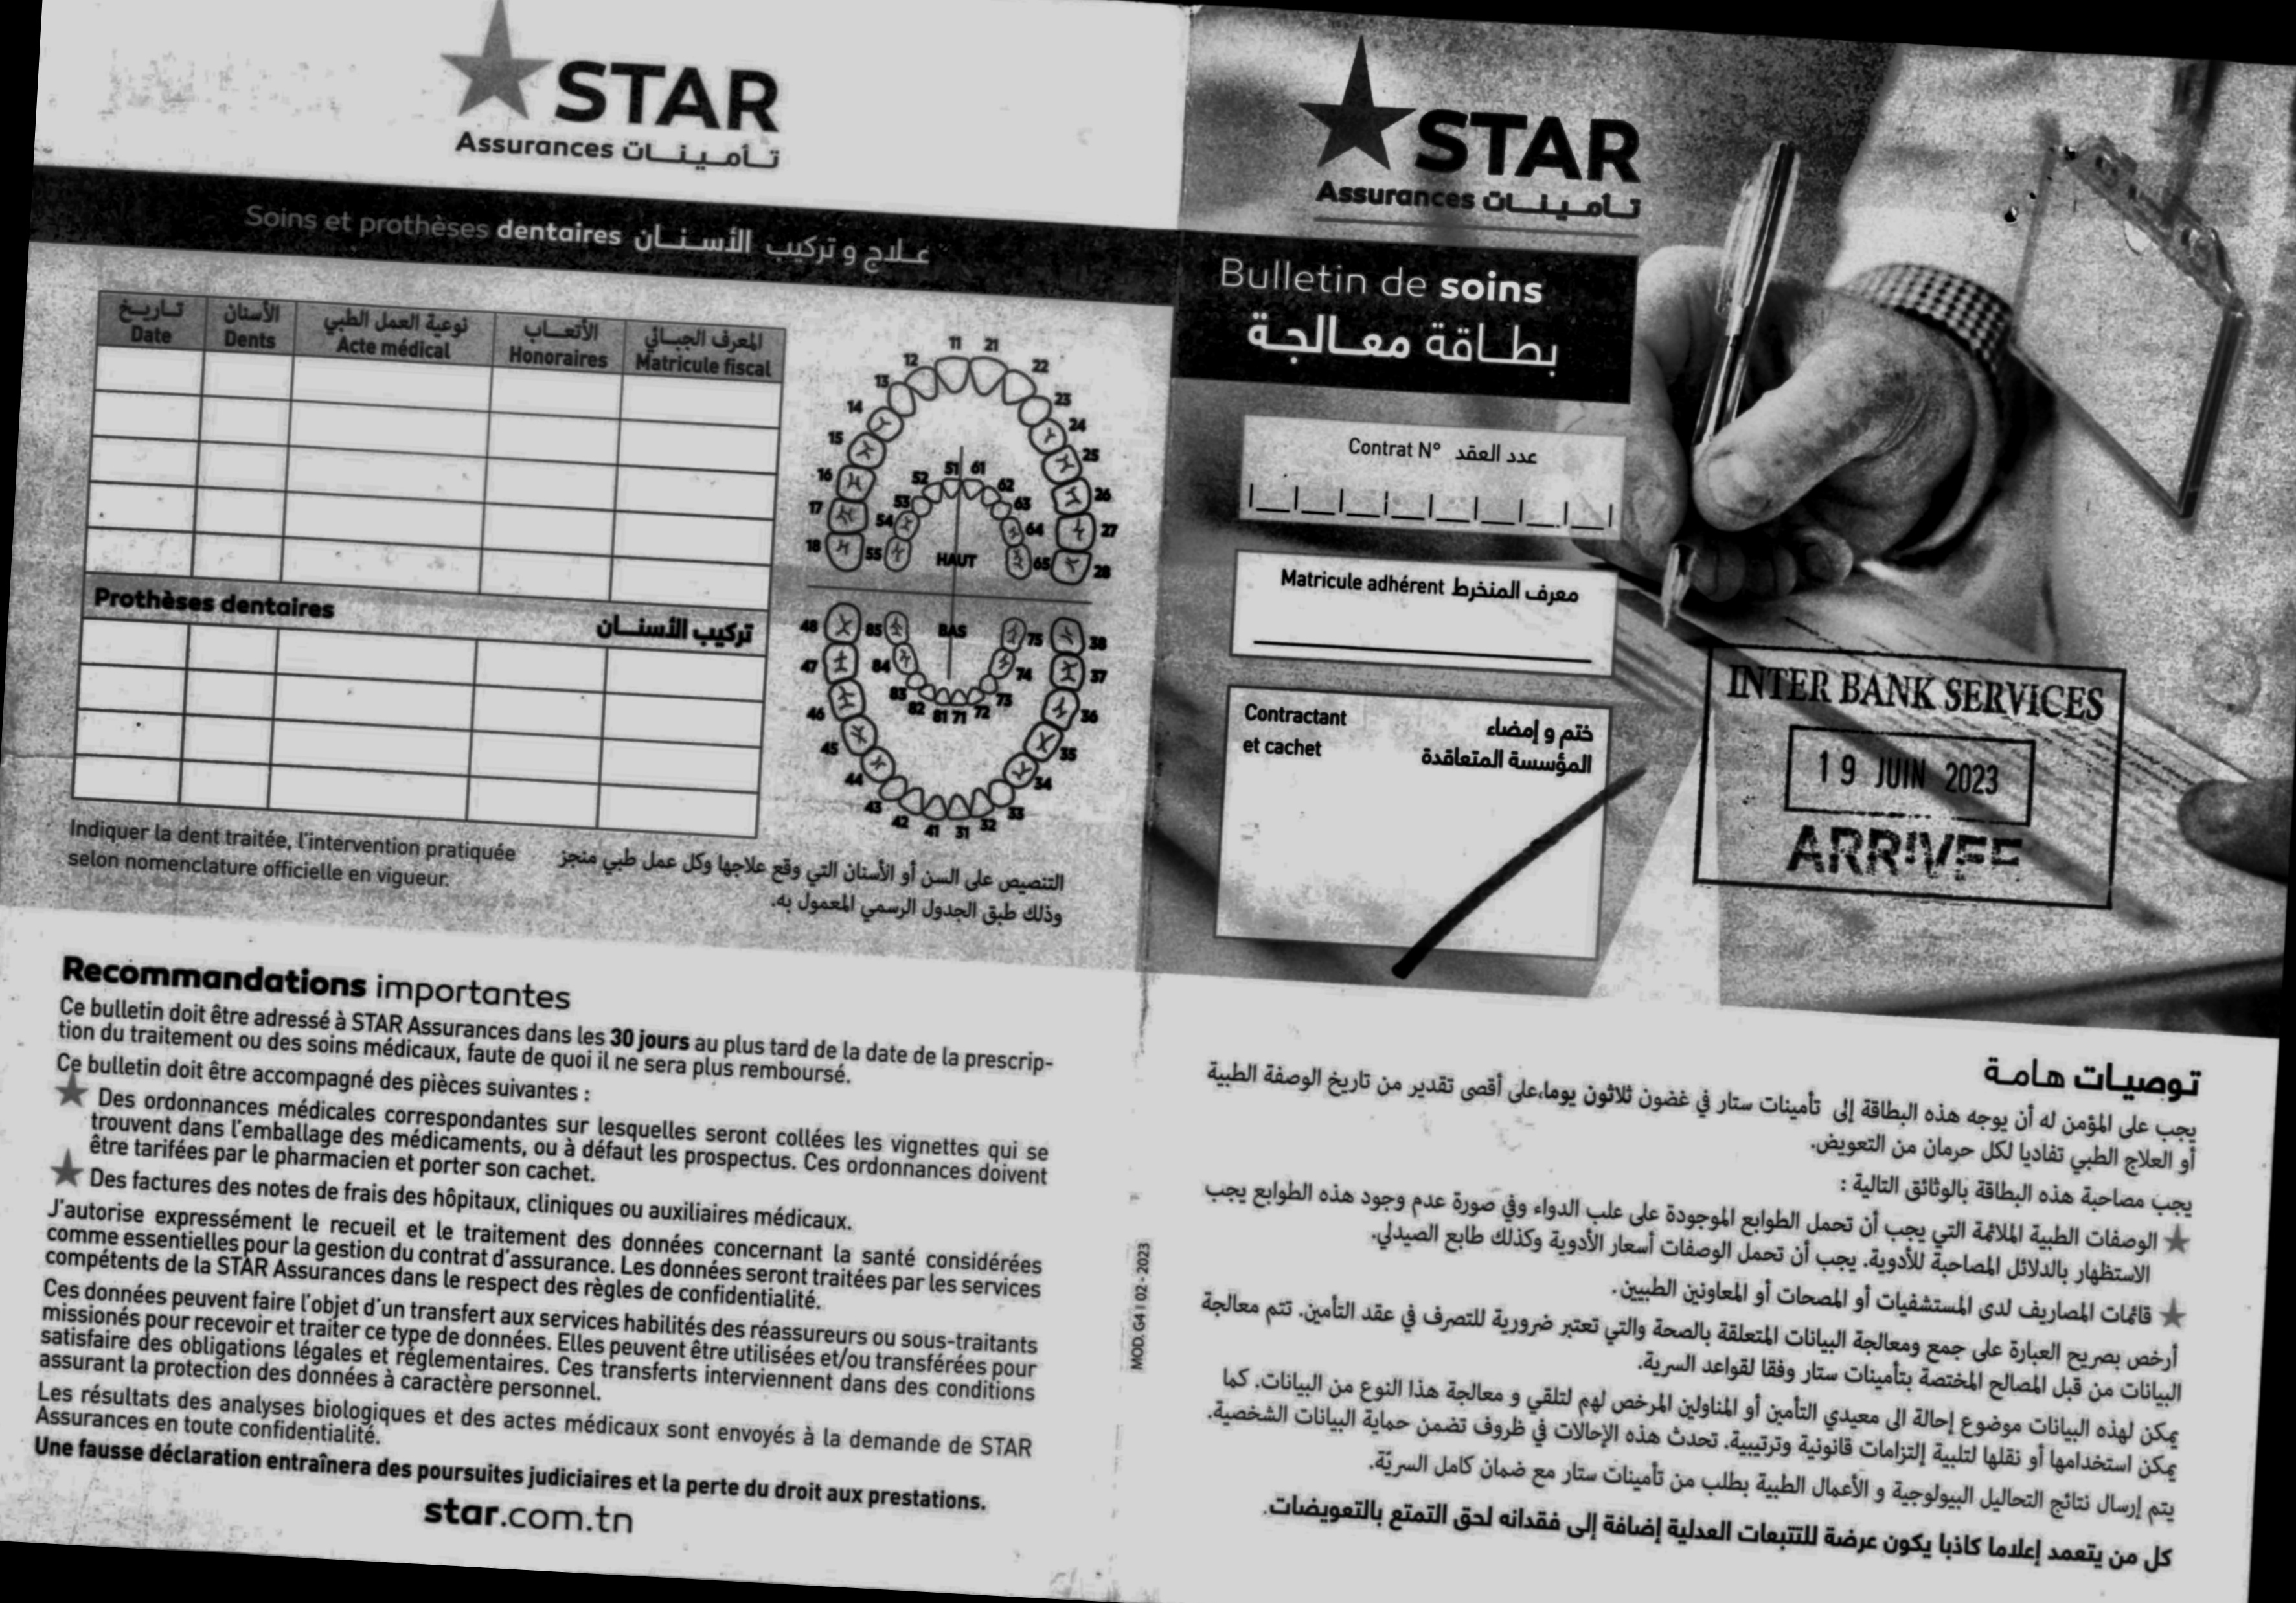 STAR
Assurances تـأمـيـنـات
Soins et prothèses dentaires علاج و تركيب الأسـنـان
تـاريـخ الأسنان نوعية العمل الطبي الأتعـاب المعرف الجبـائي
Date Dents Acte médical Honoraires Matricule fiscal
Prothèses dentaires تركيب الأسنــان
11 21
12 22
13 23
14 24
15 25
16 26
17 27
18 28
51 61
52 62
53 63
54 64
55 65
HAUT
BAS
48 85 75 38
47 84 74 37
46 83 82 81 71 72 73 36
45 35
44 34
43 42 41 31 32 33
Indiquer la dent traitée, l'intervention pratiquée
selon nomenclature officielle en vigueur.
التنصيص على السن أو الأسنان التي وقع علاجها وكل عمل طبي منجز
وذلك طبق الجدول الرسمي المعمول به.
Recommandations importantes
Ce bulletin doit être adressé à STAR Assurances dans les 30 jours au plus tard de la date de la prescrip-
tion du traitement ou des soins médicaux, faute de quoi il ne sera plus remboursé.
Ce bulletin doit être accompagné des pièces suivantes :
Des ordonnances médicales correspondantes sur lesquelles seront collées les vignettes qui se
trouvent dans l'emballage des médicaments, ou à défaut les prospectus. Ces ordonnances doivent
être tarifées par le pharmacien et porter son cachet.
Des factures des notes de frais des hôpitaux, cliniques ou auxiliaires médicaux.
J'autorise expressément le recueil et le traitement des données concernant la santé considérées
comme essentielles pour la gestion du contrat d'assurance. Les données seront traitées par les services
compétents de la STAR Assurances dans le respect des règles de confidentialité.
Ces données peuvent faire l'objet d'un transfert aux services habilités des réassureurs ou sous-traitants
missionés pour recevoir et traiter ce type de données. Elles peuvent être utilisées et/ou transférées pour
satisfaire des obligations légales et réglementaires. Ces transferts interviennent dans des conditions
assurant la protection des données à caractère personnel.
Les résultats des analyses biologiques et des actes médicaux sont envoyés à la demande de STAR
Assurances en toute confidentialité.
Une fausse déclaration entraînera des poursuites judiciaires et la perte du droit aux prestations.
star.com.tn
MOD. G4 I 02 - 2023
STAR
Assurances تـأمـيـنـات
Bulletin de soins
بطـاقة معـالجـة
Contrat N° عدد العقد
Matricule adhérent معرف المنخرط
Contractant
et cachet
ختم و إمضاء
المؤسسة المتعاقدة
INTER BANK SERVICES
19 JUIN 2023
ARRIVEE
تـوصيـات هـامـة
يجب على المؤمن له أن يوجه هذه البطاقة إلى تأمينات ستار في غضون ثلاثون يوما،على أقصى تقدير من تاريخ الوصفة الطبية
أو العلاج الطبي تفاديا لكل حرمان من التعويض.
يجب مصاحبة هذه البطاقة بالوثائق التالية :
الوصفات الطبية الملائمة التي يجب أن تحمل الطوابع الموجودة على علب الدواء وفي صورة عدم وجود هذه الطوابع يجب
الاستظهار بالدلائل المصاحبة للأدوية. يجب أن تحمل الوصفات أسعار الأدوية وكذلك طابع الصيدلي.
قائمات المصاريف لدى المستشفيات أو المصحات أو المعاونين الطبيين.
أرخص بصريح العبارة على جمع ومعالجة البيانات المتعلقة بالصحة والتي تعتبر ضرورية للتصرف في عقد التأمين. تتم معالجة
البيانات من قبل المصالح المختصة بتأمينات ستار وفقا لقواعد السرية.
يمكن لهذه البيانات موضوع إحالة الى معيدي التأمين أو المناولين المرخص لهم لتلقي و معالجة هذا النوع من البيانات. كما
يمكن استخدامها أو نقلها لتلبية إلتزامات قانونية وترتيبية. تحدث هذه الإحالات في ظروف تضمن حماية البيانات الشخصية.
يتم إرسال نتائج التحاليل البيولوجية و الأعمال الطبية بطلب من تأمينات ستار مع ضمان كامل السريّة.
كل من يتعمد إعلاما كاذبا يكون عرضة للتتبعات العدلية إضافة إلى فقدانه لحق التمتع بالتعويضات.